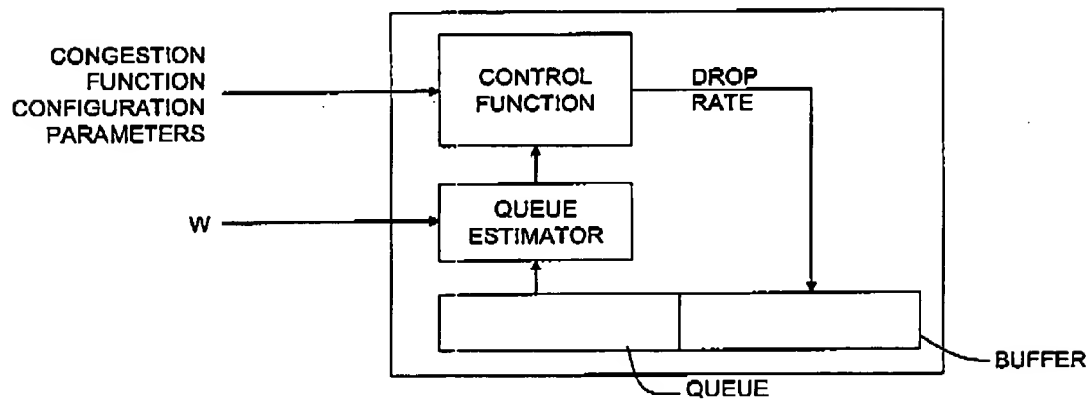 CONGESTION
FUNCTION
CONFIGURATION
PARAMETERS
CONTROL
FUNCTION
DROP
RATE
W
QUEUE
ESTIMATOR
BUFFER
QUEUE